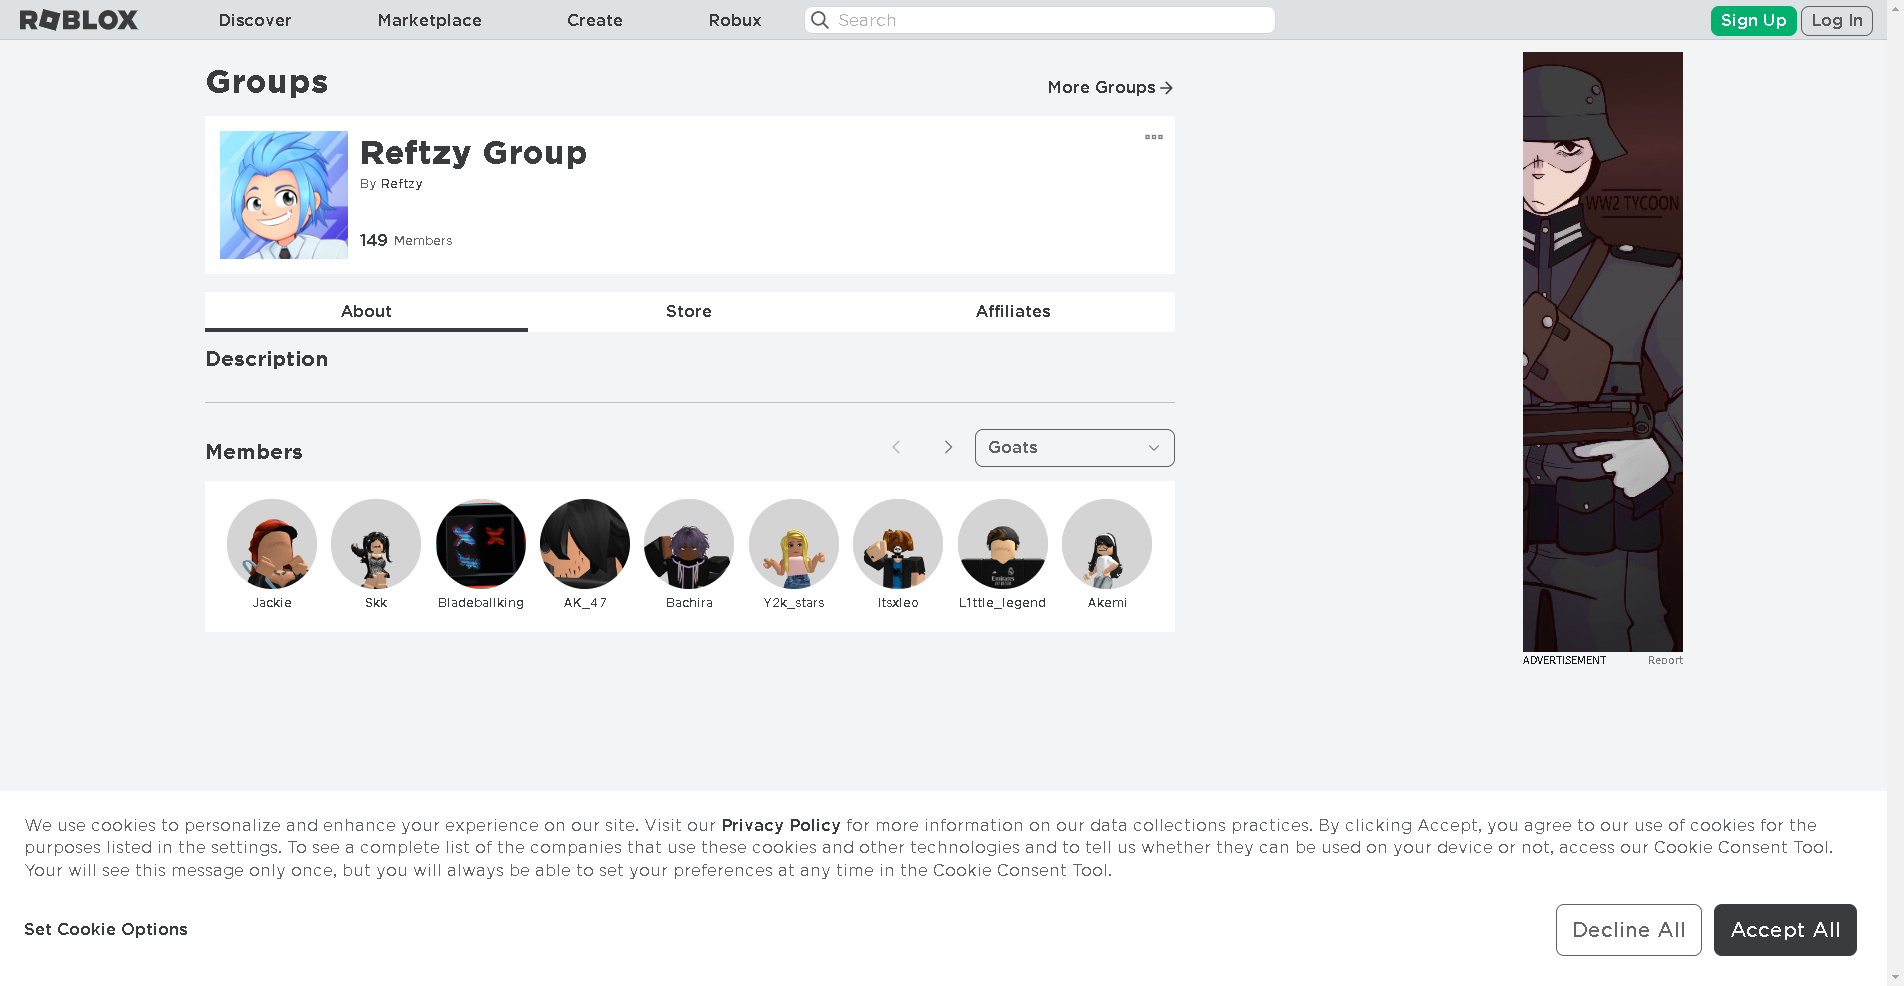 ROBLOX Discover Marketplace Create Robux Search Sign Up Log In
Groups
More Groups
Reftzy Group
By Reftzy
149 Members
WW2 TYCOON
About Store Affiliates
Description
Members
Goats
Jackie Skk Bladeballking AK_47 Bachira Y2k_stars Itsxleo L1ttle_legend Akemi
ADVERTISEMENT Report
We use cookies to personalize and enhance your experience on our site. Visit our Privacy Policy for more information on our data collections practices. By clicking Accept, you agree to our use of cookies for the
purposes listed in the settings. To see a complete list of the companies that use these cookies and other technologies and to tell us whether they can be used on your device or not, access our Cookie Consent Tool.
Your will see this message only once, but you will always be able to set your preferences at any time in the Cookie Consent Tool.
Set Cookie Options
Decline All
Accept All